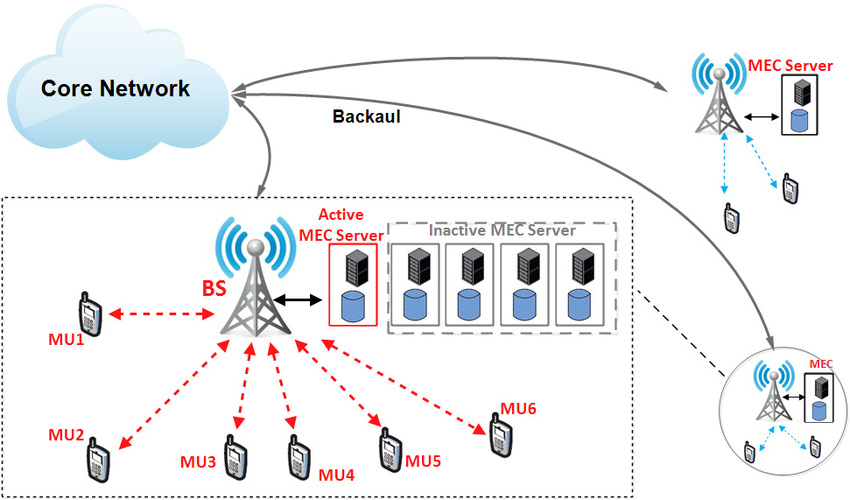 Core Network
MEC Server
Backaul
Active
MEC Server
Inactive MEC Server
BS
MU1
MEC
MU2
MU3
MU4
MU5
MU6